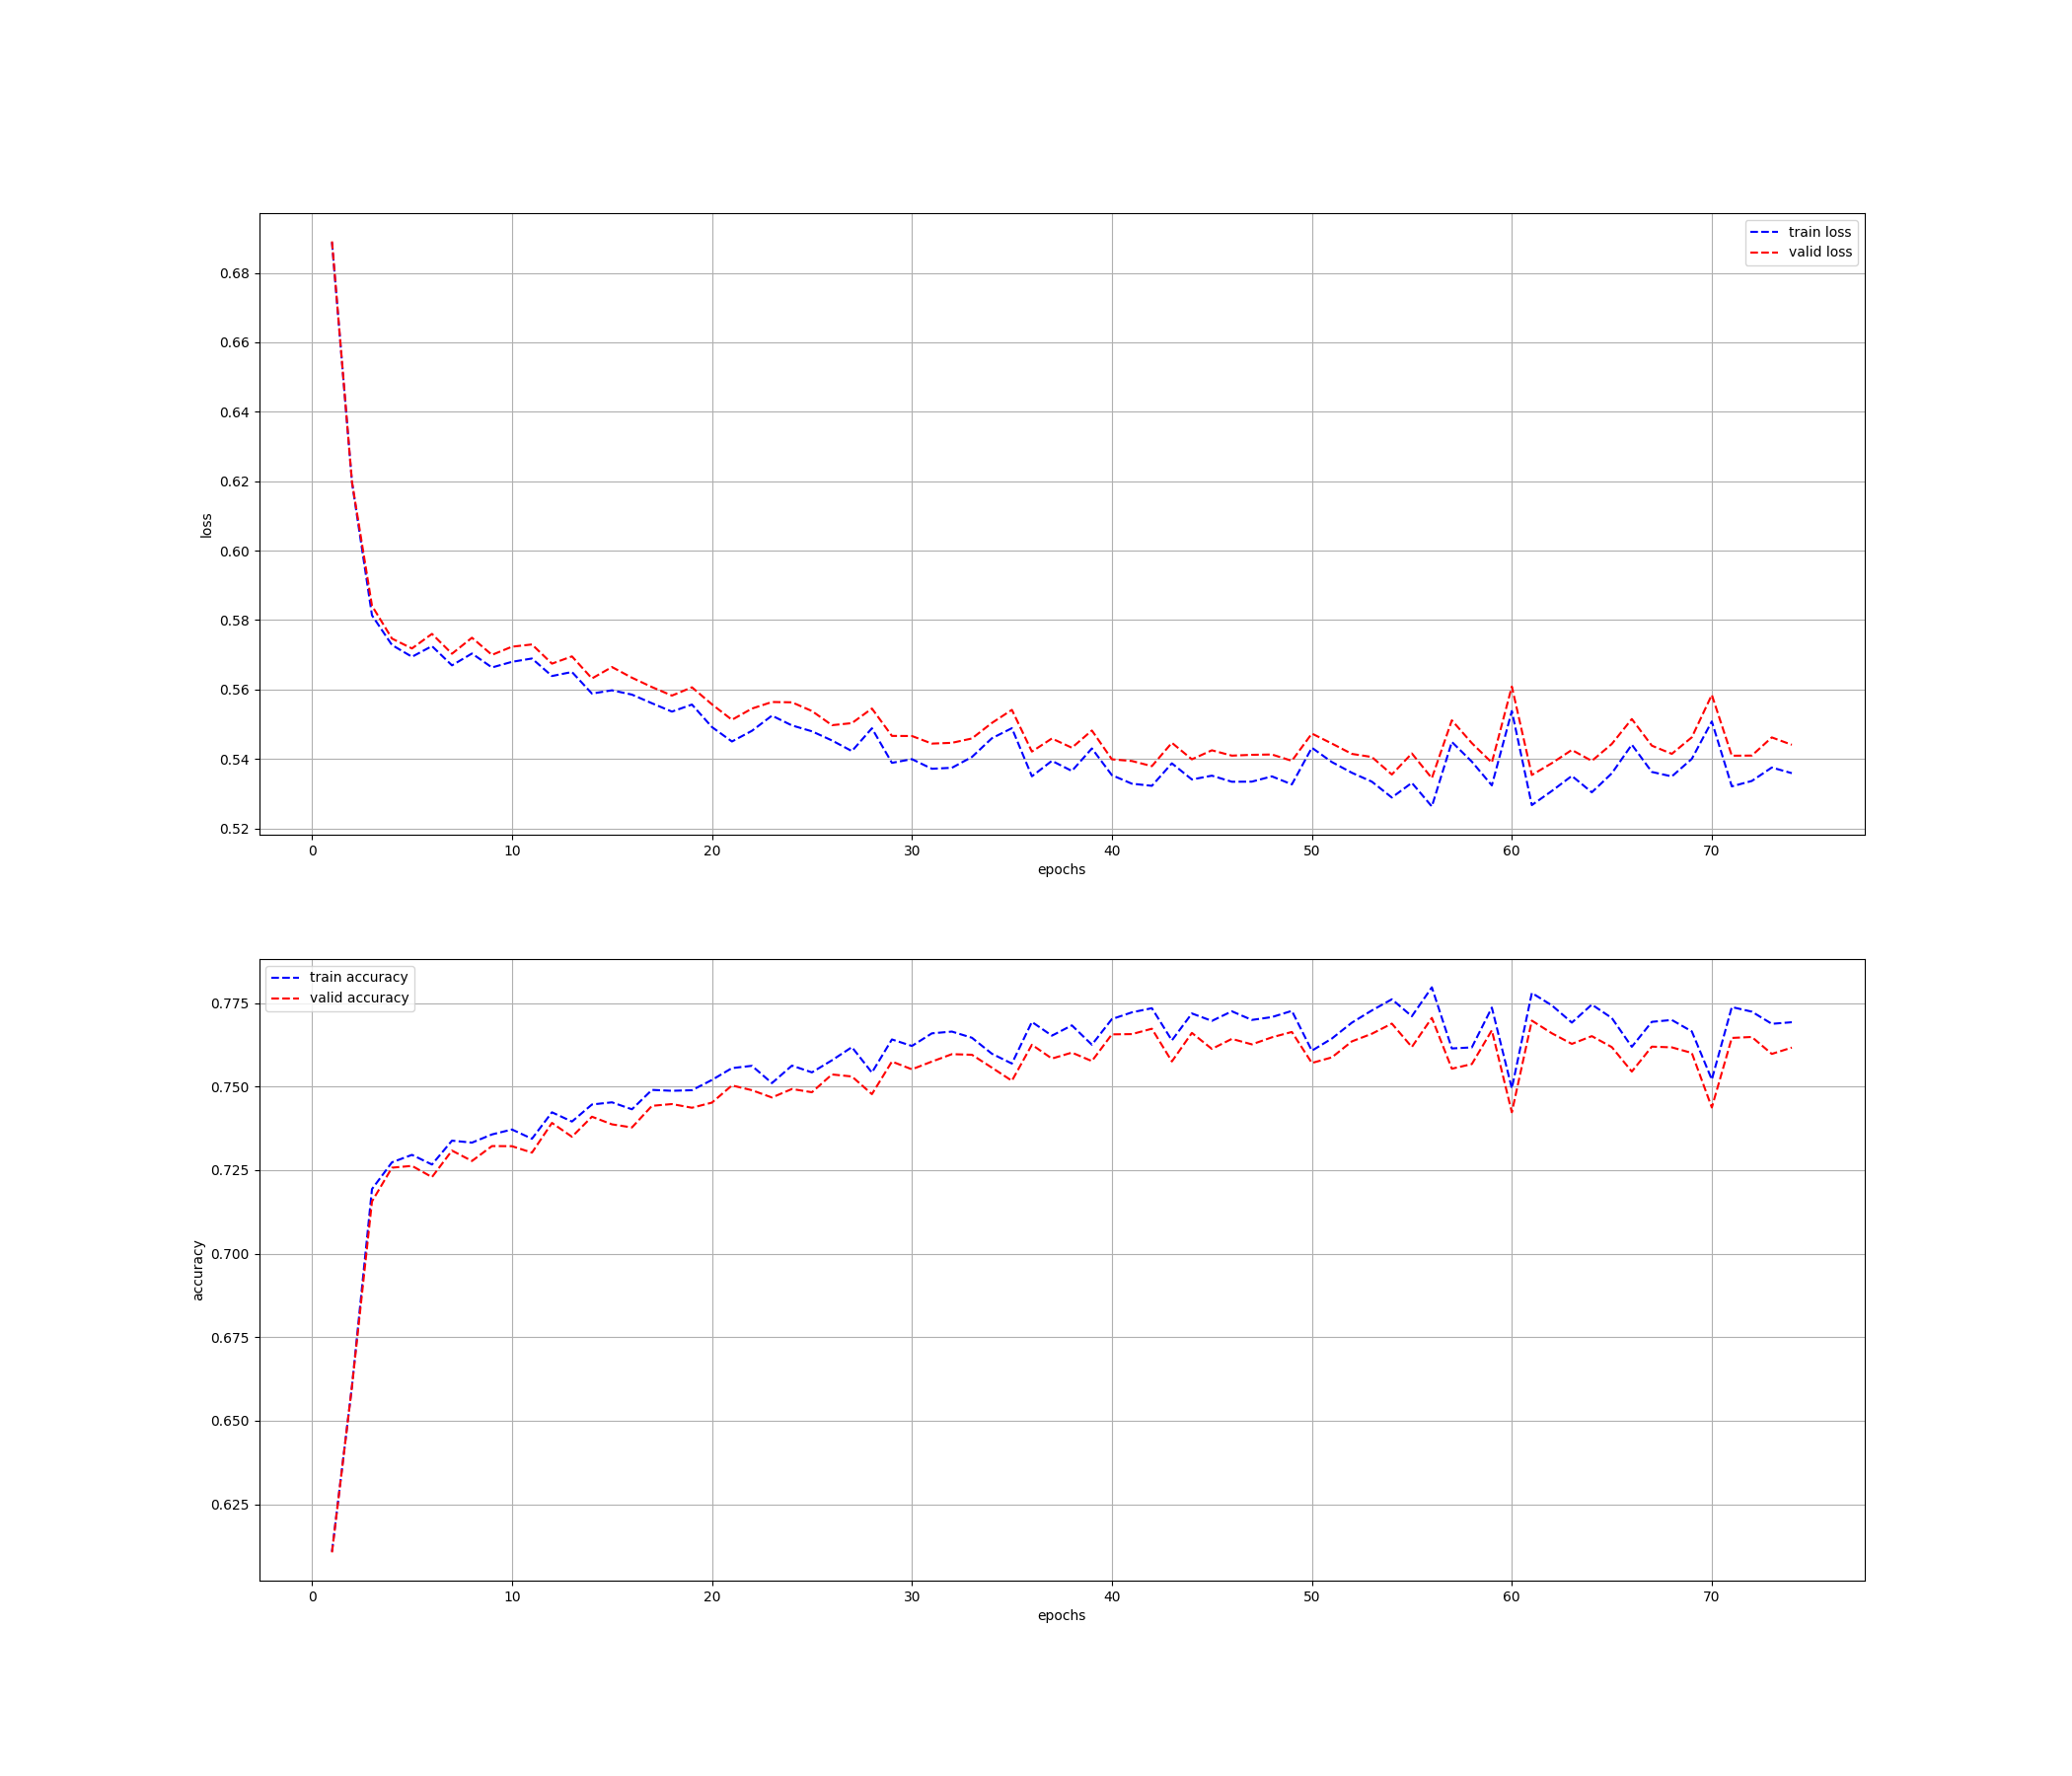 train loss
valid loss
0.68
0.66
0.64
0.62
0.60
0.58
0.56
0.54
0.52
loss
0 10 20 30 40 50 60 70
epochs
train accuracy
valid accuracy
0.775
0.750
0.725
0.700
0.675
0.650
0.625
accuracy
0 10 20 30 40 50 60 70
epochs